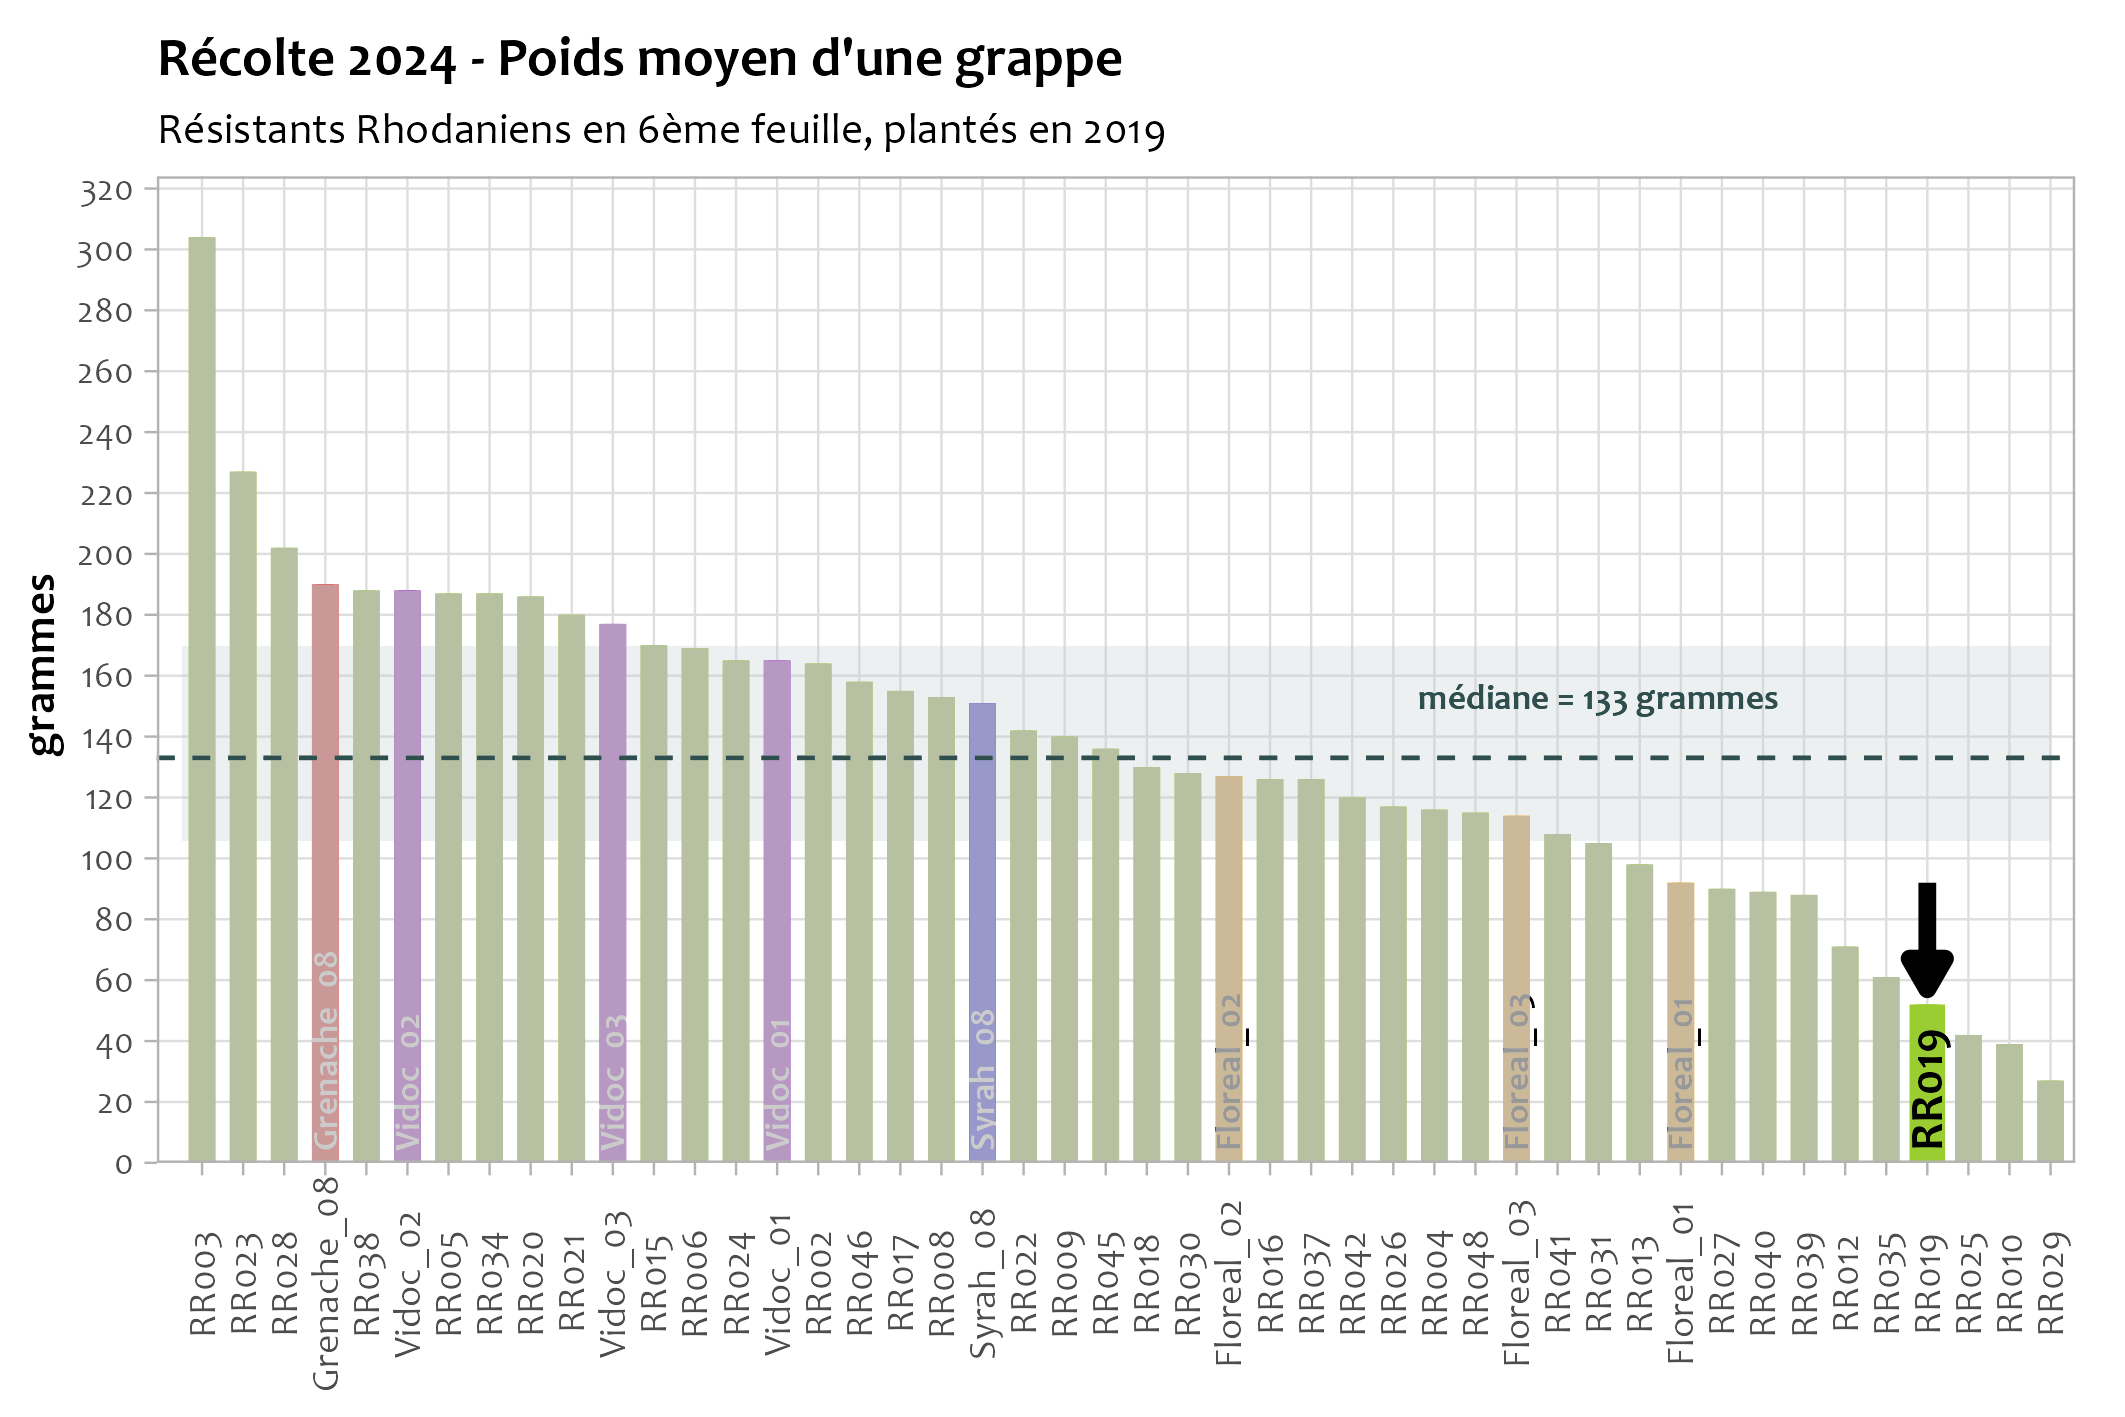 Récolte 2024 - Poids moyen d'une grappe
Résistants Rhodaniens en 6ème feuille, plantés en 2019
grammes
320
300
280
260
240
220
200
180
160
140
120
100
80
60
40
20
0
médiane = 133 grammes
Grenache_08
Vidoc_02
Vidoc_03
Vidoc_01
Syrah_08
Floreal_02
Floreal_03
Floreal_01
RR019
RR003
RR023
RR028
Grenache_08
RR038
Vidoc_02
RR005
RR034
RR020
RR021
Vidoc_03
RR015
RR006
RR024
Vidoc_01
RR002
RR046
RR017
RR008
Syrah_08
RR022
RR009
RR045
RR018
RR030
Floreal_02
RR016
RR037
RR042
RR026
RR004
RR048
Floreal_03
RR041
RR031
RR013
Floreal_01
RR027
RR040
RR039
RR012
RR035
RR019
RR025
RR010
RR029